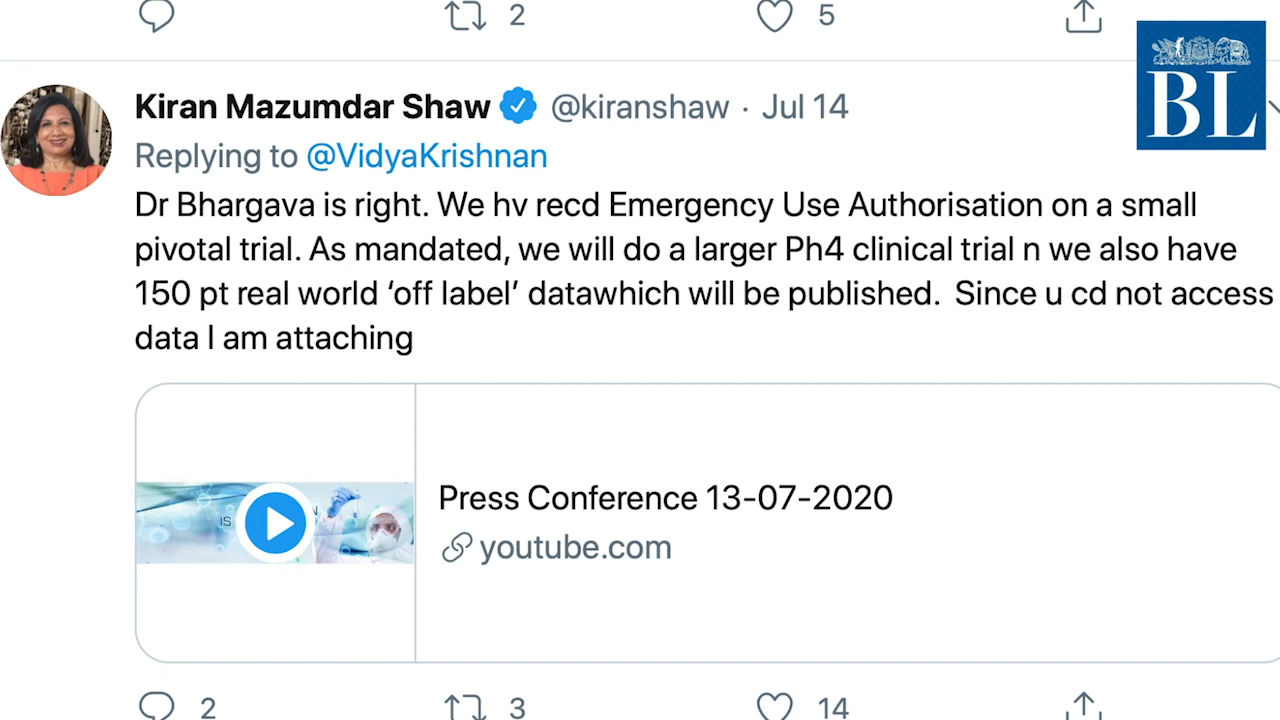 2 5
BL
Kiran Mazumdar Shaw @kiranshaw · Jul 14
Replying to @VidyaKrishnan
Dr Bhargava is right. We hv recd Emergency Use Authorisation on a small
pivotal trial. As mandated, we will do a larger Ph4 clinical trial n we also have
150 pt real world ‘off label’ datawhich will be published.  Since u cd not access
data I am attaching
IS
Press Conference 13-07-2020
youtube.com
2 3 14